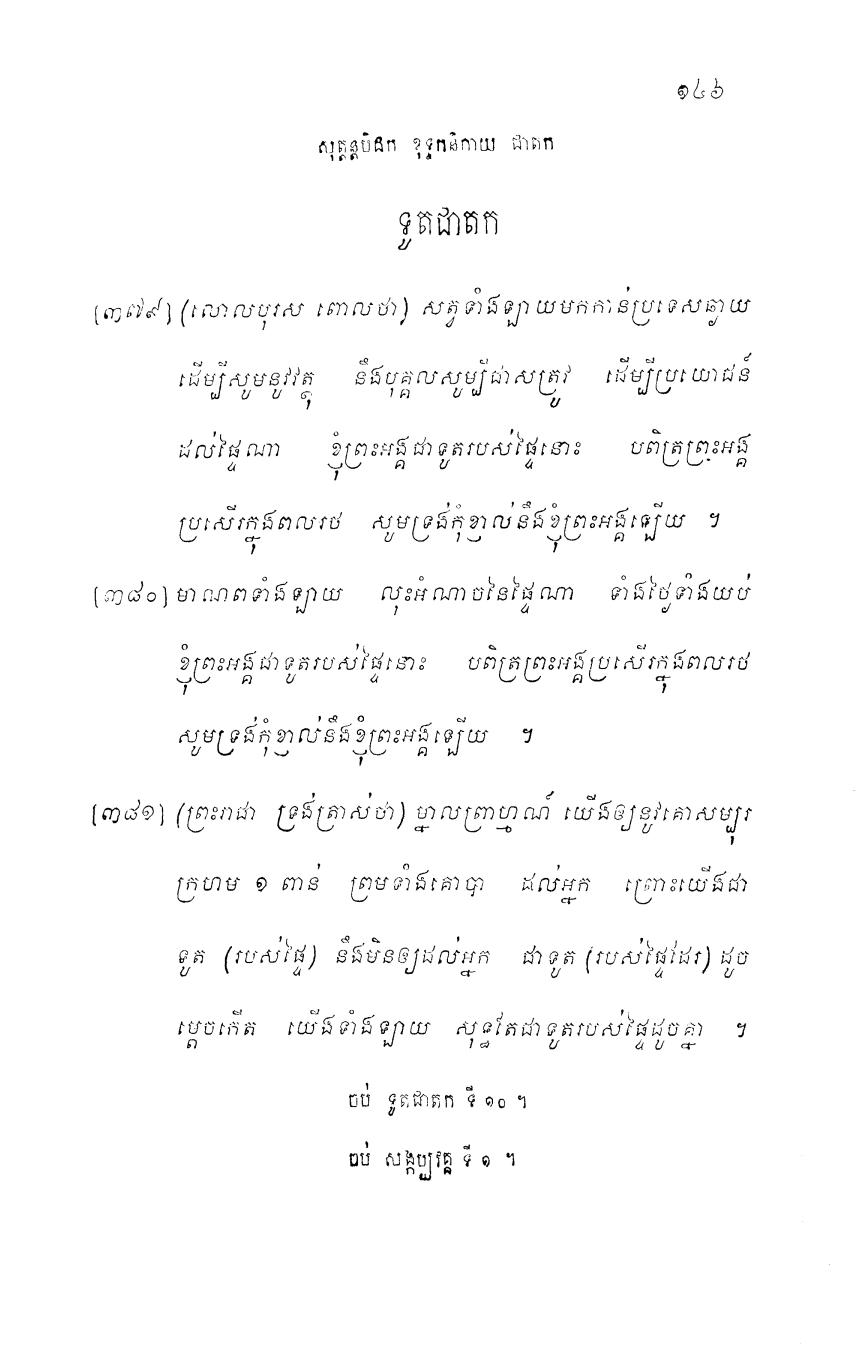 ១៤៦
សុត្តន្តបិដក ខុទ្ទកនិកាយ ជាតក
ទូតជាតក
[៣៧៩] (លោលបុរស ពោលថា) សត្វទាំងឡាយមកកាន់ប្រទេសឆ្ងាយ
ដើម្បីសូមនូវវត្ថុ នឹងបុគ្គលសូម្បីជាសត្រូវ ដើម្បីប្រយោជន៍
ដល់ផ្ទៃណា ខ្ញុំព្រះអង្គជាទូតរបស់ផ្ទៃនោះ បពិត្រព្រះអង្គ
ប្រសើរក្នុងពលរថ សូមទ្រង់កុំខ្ញាល់នឹងខ្ញុំព្រះអង្គឡើយ ។
[៣៨០] មាណពទាំងឡាយ លុះអំណាចនៃផ្ទៃណា ទាំងថ្ងៃទាំងយប់
ខ្ញុំព្រះអង្គជាទូតរបស់ផ្ទៃនោះ បពិត្រព្រះអង្គប្រសើរក្នុងពលរថ
សូមទ្រង់កុំខ្ញាល់នឹងខ្ញុំព្រះអង្គឡើយ ។
[៣៨១] (ព្រះរាជា ទ្រង់ត្រាស់ថា) ម្នាលព្រាហ្មណ៍ យើងឲ្យនូវគោសម្បុរ
ក្រហម ១ ពាន់ ព្រមទាំងគោបា ដល់អ្នក ព្រោះយើងជា
ទូត (របស់ផ្ទៃ) នឹងមិនឲ្យដល់អ្នក ជាទូត (របស់ផ្ទៃដែរ) ដូច
ម្តេចកើត យើងទាំងឡាយ សុទ្ធតែជាទូតរបស់ផ្ទៃដូចគ្នា ។
ចប់ ទូតជាតក ទី ១០ ។
ចប់ សង្កប្បវគ្គ ទី ១ ។